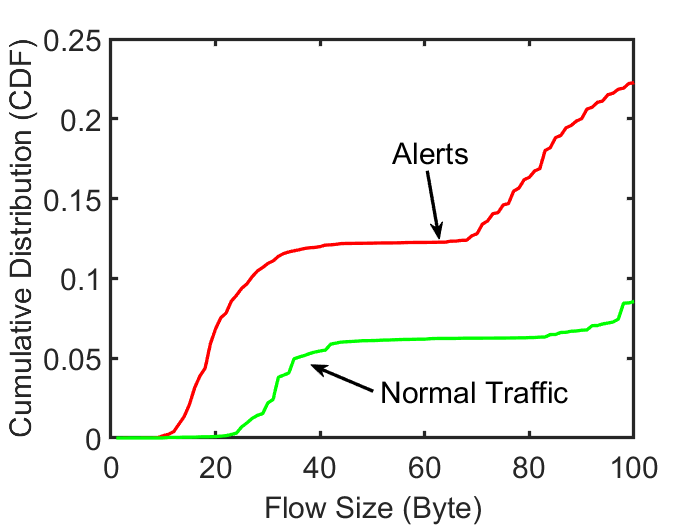 0.25
0.2
0.15
0.1
0.05
0
Cumulative Distribution (CDF)
Alerts
Normal Traffic
0 20 40 60 80 100
Flow Size (Byte)